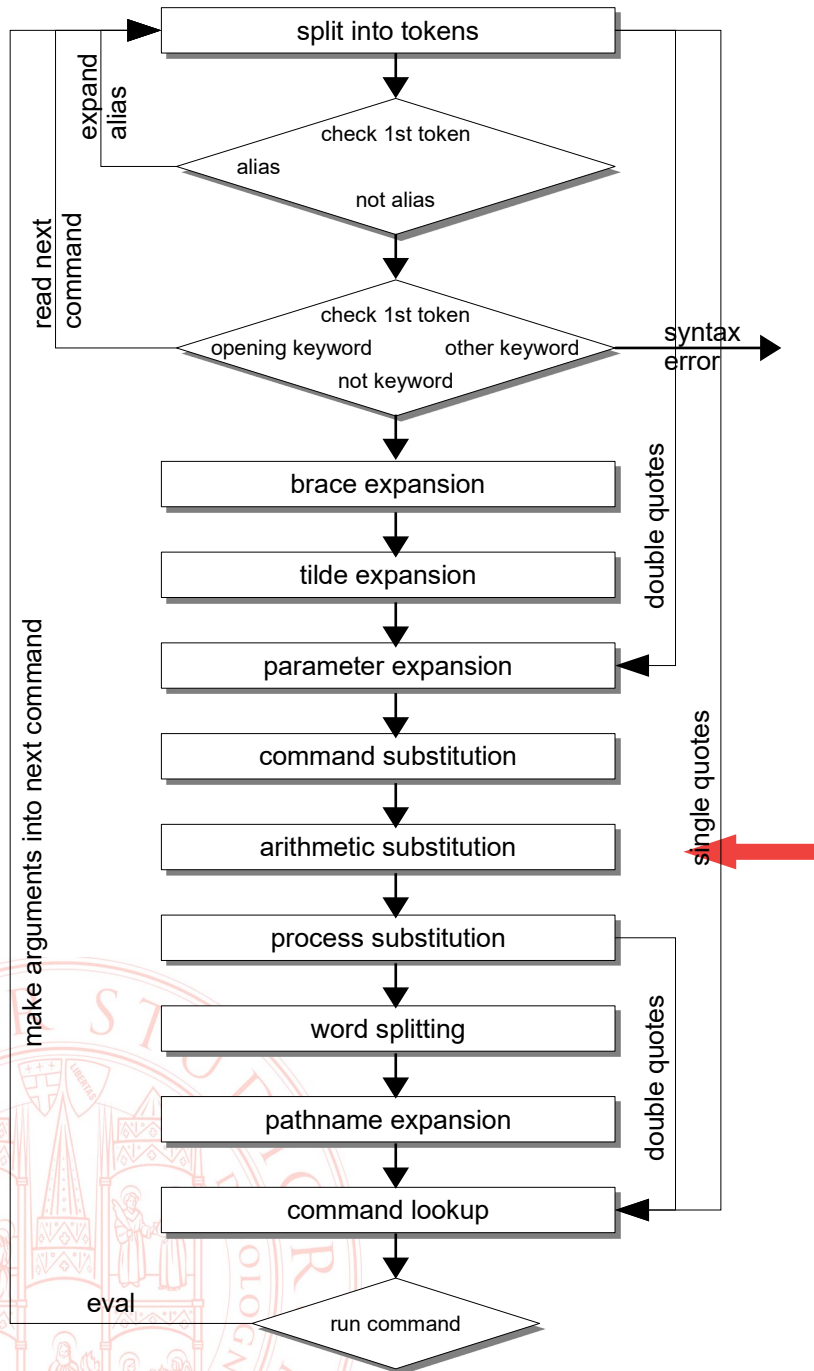 split into tokens
expand
alias
check 1st token
alias
not alias
read next
command
check 1st token
opening keyword
other keyword
not keyword
syntax
error
brace expansion
double quotes
tilde expansion
parameter expansion
make arguments into next command
command substitution
single quotes
arithmetic substitution
process substitution
word splitting
double quotes
pathname expansion
command lookup
eval
run command
LIBERTAS